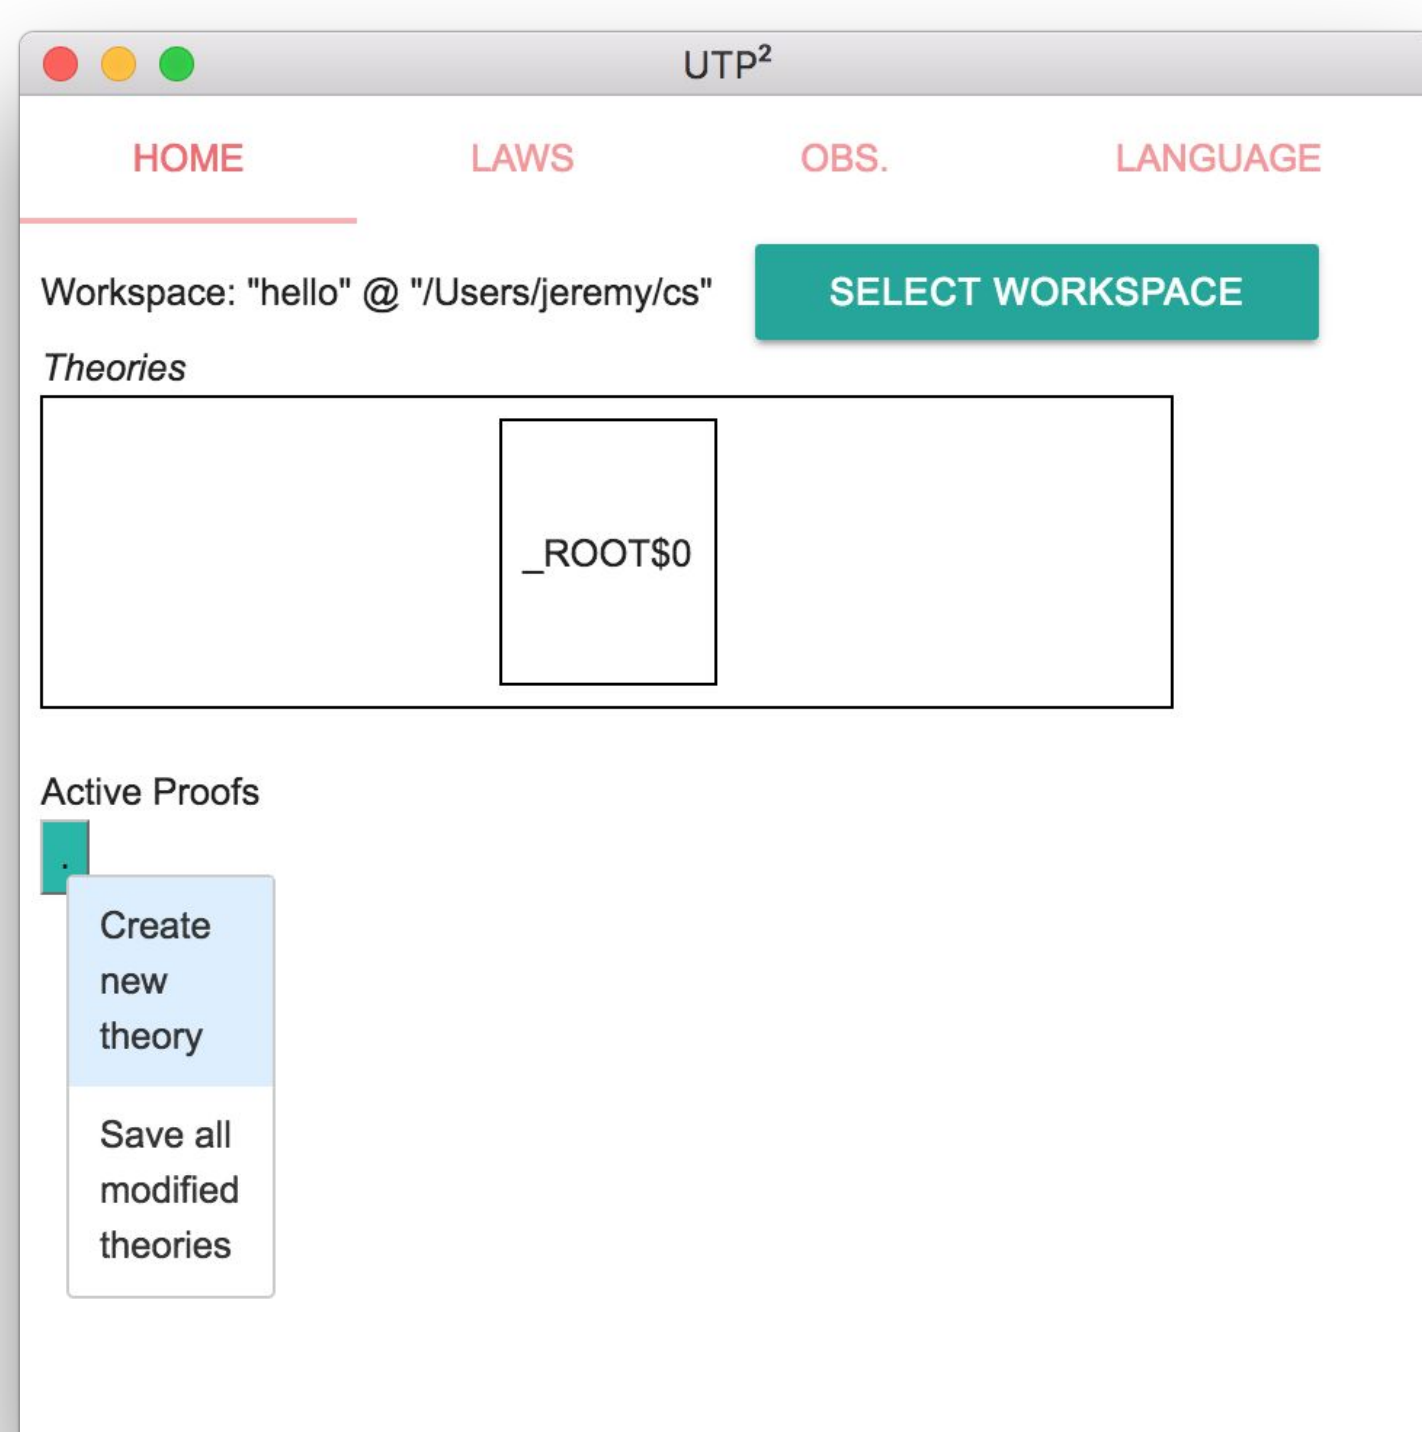 UTP²
HOME LAWS OBS. LANGUAGE
Workspace: "hello" @ "/Users/jeremy/cs" SELECT WORKSPACE
Theories
_ROOT$0
Active Proofs
.
Create
new
theory
Save all
modified
theories